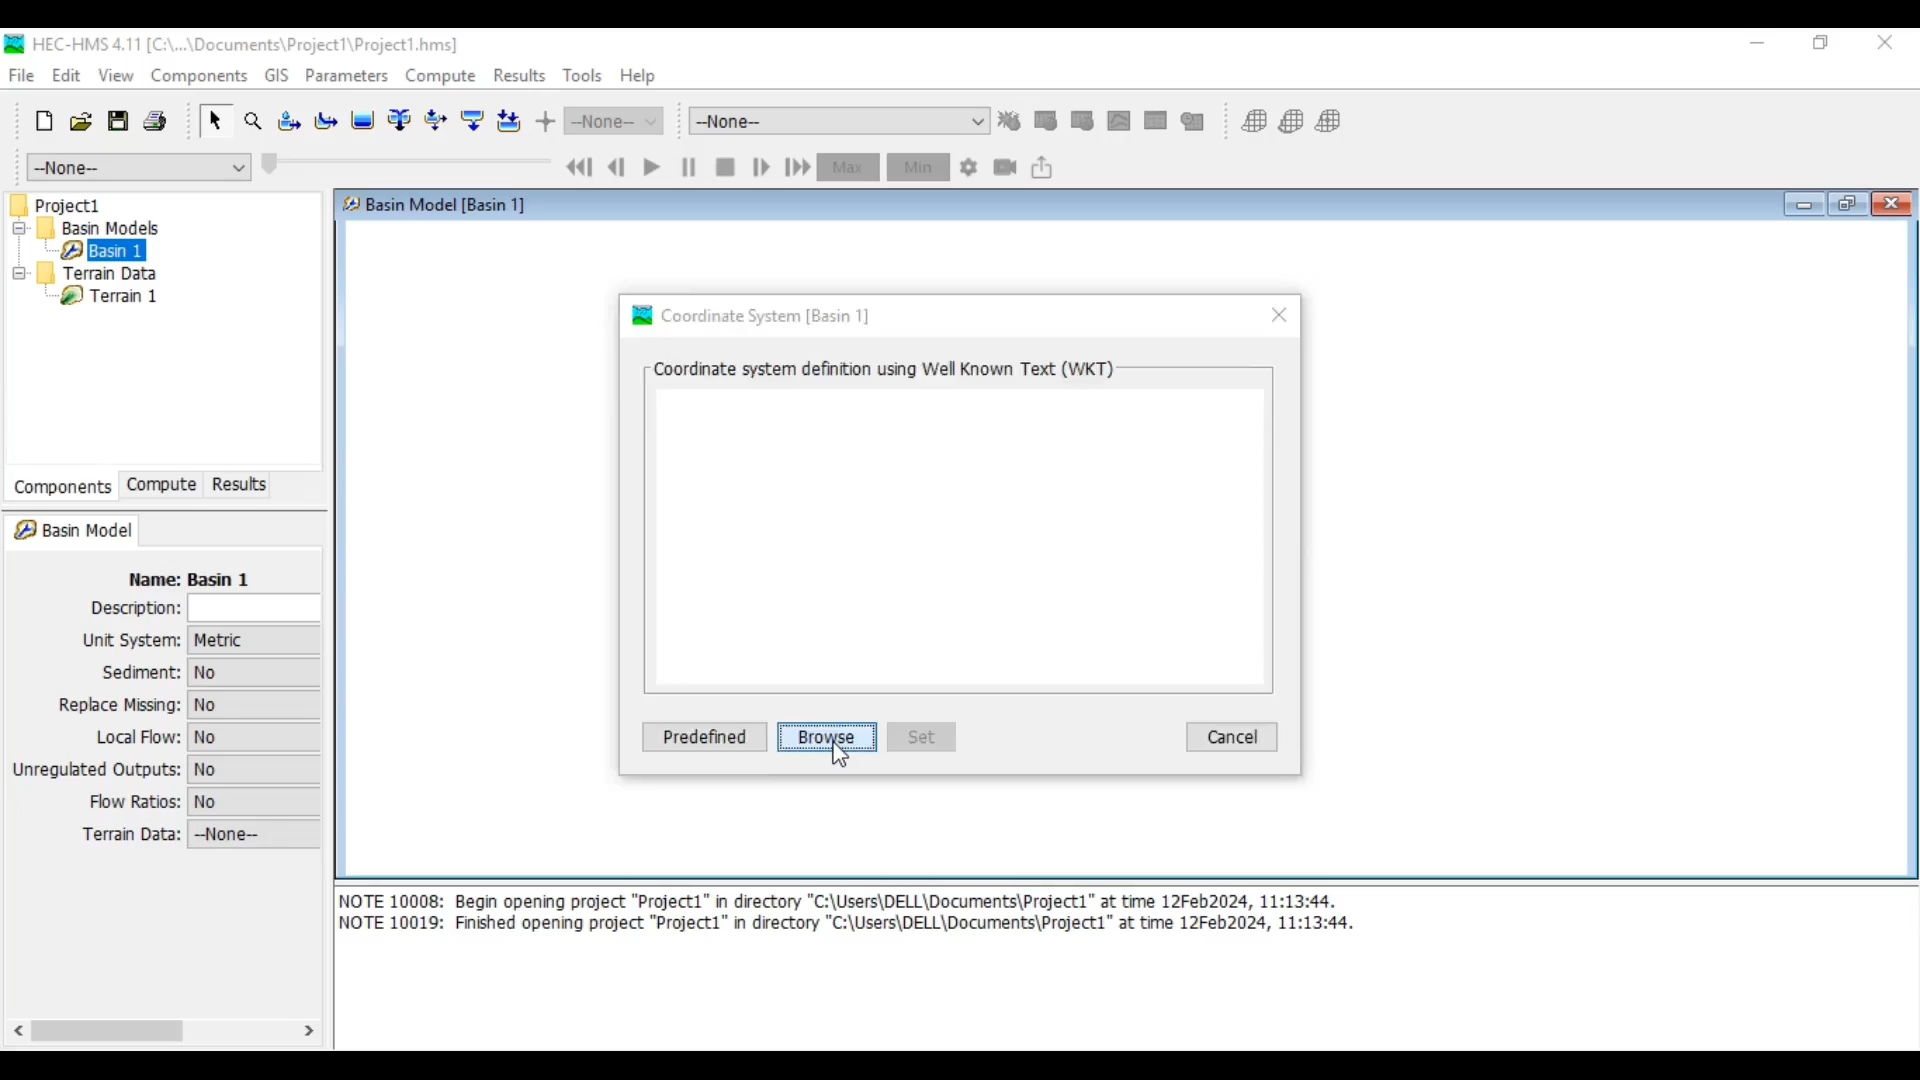 HEC-HMS 4.11 [C:\...\Documents\Project1\Project1.hms]
File Edit View Components GIS Parameters Compute Results Tools Help
--None-- --None--
--None-- Max Min
Project1
Basin Models
Basin 1
Terrain Data
Terrain 1
Components Compute Results
Basin Model
Name: Basin 1
Description:
Unit System: Metric
Sediment: No
Replace Missing: No
Local Flow: No
Unregulated Outputs: No
Flow Ratios: No
Terrain Data: --None--
Basin Model [Basin 1]
Coordinate System [Basin 1]
Coordinate system definition using Well Known Text (WKT)
Predefined Browse Set Cancel
NOTE 10008: Begin opening project "Project1" in directory "C:\Users\DELL\Documents\Project1" at time 12Feb2024, 11:13:44.
NOTE 10019: Finished opening project "Project1" in directory "C:\Users\DELL\Documents\Project1" at time 12Feb2024, 11:13:44.